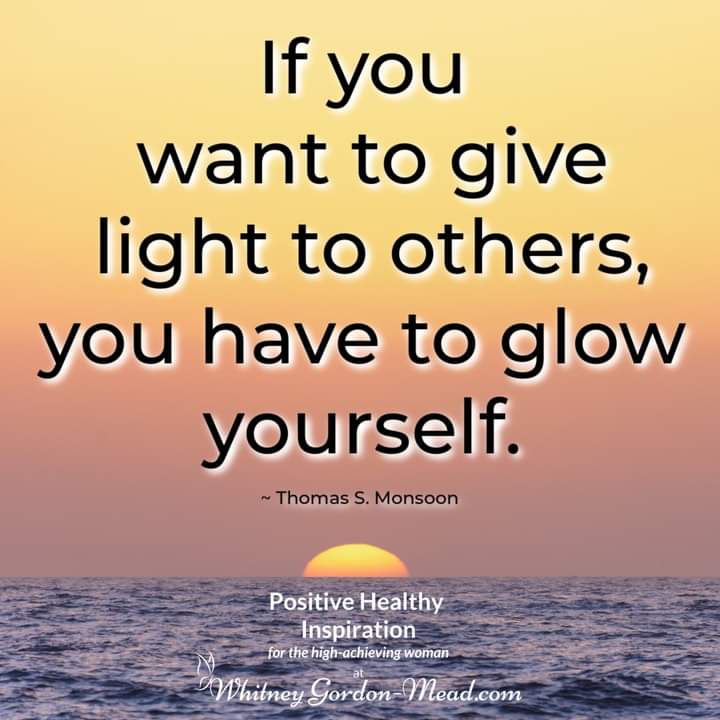 If you
want to give
light to others,
you have to glow
yourself.
~ Thomas S. Monsoon
Positive Healthy
Inspiration
for the high-achieving woman
at
Whitney Gordon-Mead.com